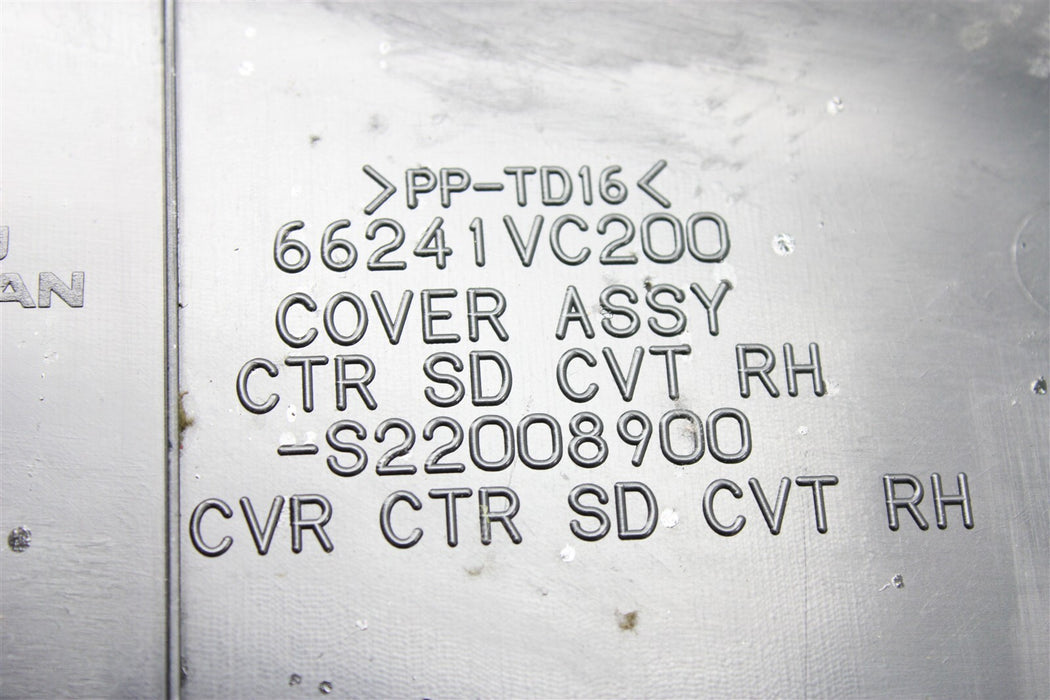 >PP-TD16<
66241VC200
COVER ASSY
CTR SD CVT RH
-S22008900
CVR CTR SD CVT RH